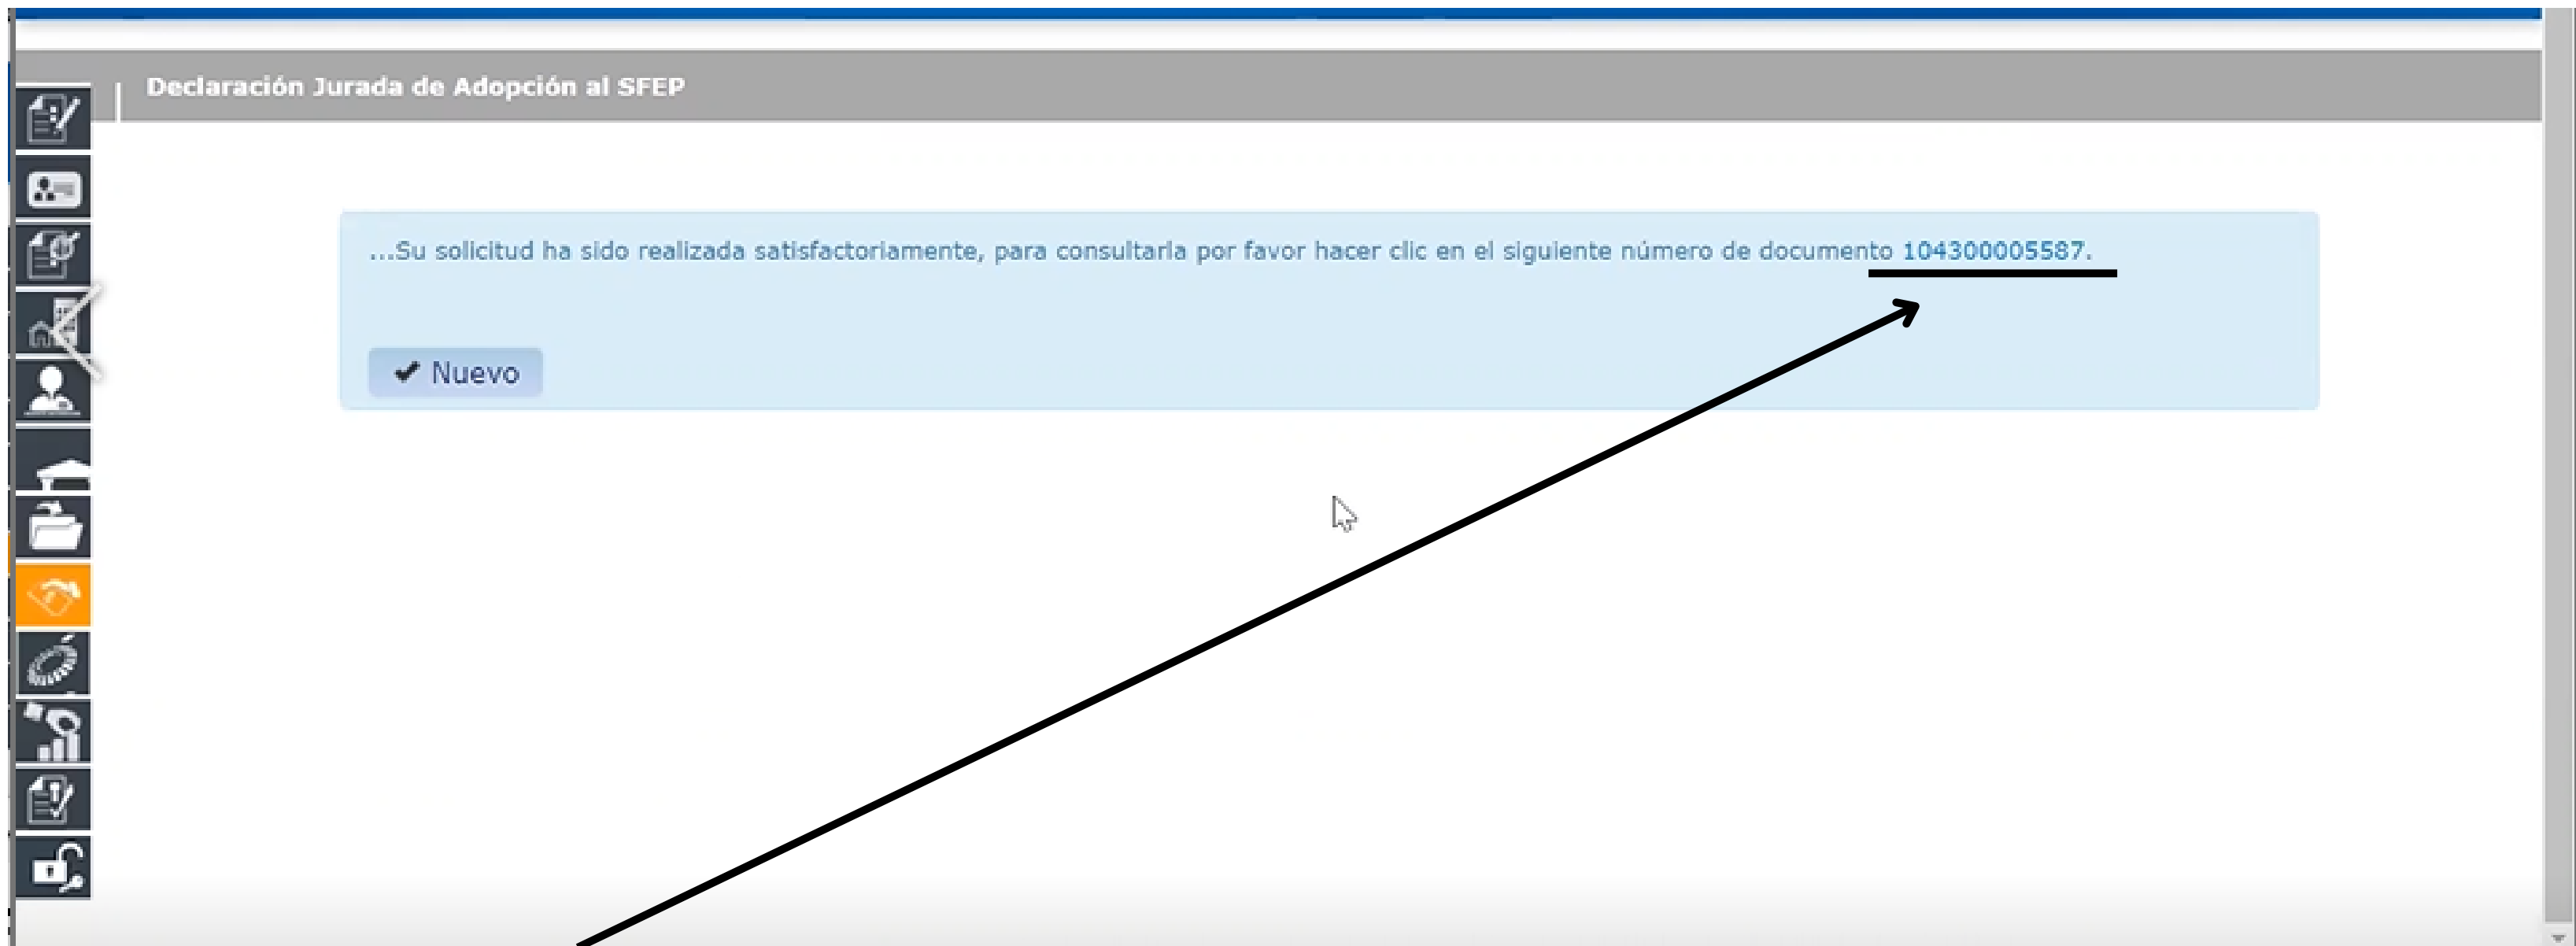 Declaración Jurada de Adopción al SFEP
...Su solicitud ha sido realizada satisfactoriamente, para consultarla por favor hacer clic en el siguiente número de documento 104300005587.
Nuevo